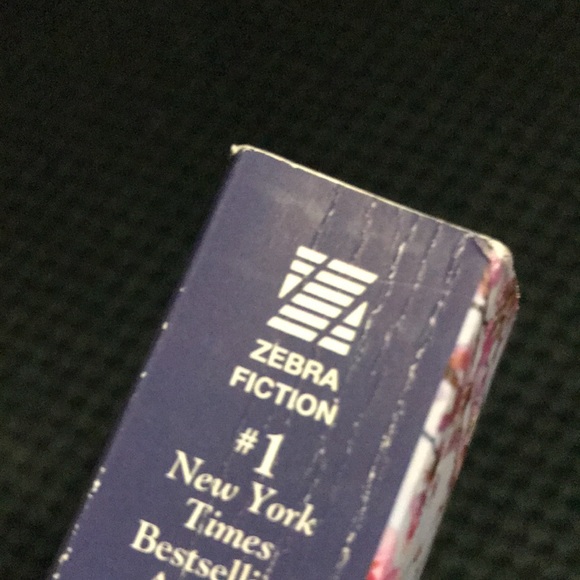 ZEBRA
FICTION
#1
New York
Times